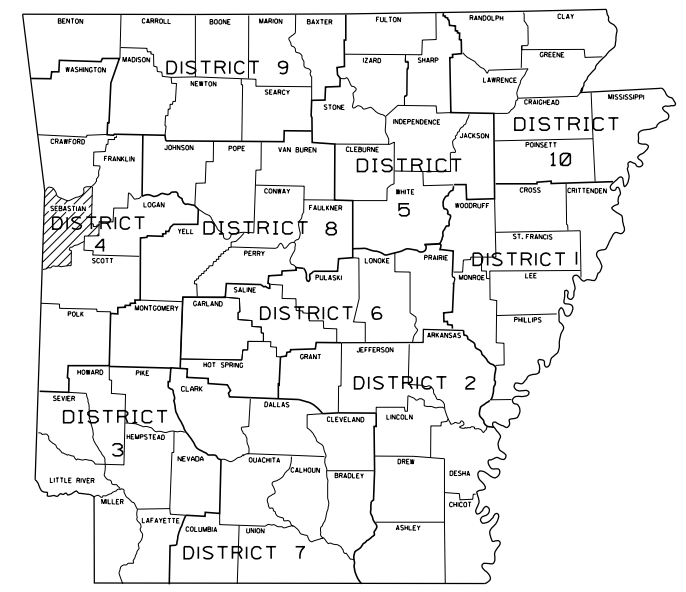 BENTON CARROLL BOONE MARION BAXTER FULTON RANDOLPH CLAY
WASHINGTON MADISON DISTRICT 9 IZARD SHARP GREENE
NEWTON SEARCY LAWRENCE
STONE CRAIGHEAD MISSISSIPPI
INDEPENDENCE DISTRICT
CRAWFORD JOHNSON POPE VAN BUREN CLEBURNE JACKSON POINSETT
FRANKLIN DISTRICT 10
CONWAY WHITE CROSS CRITTENDEN
SEBASTIAN LOGAN FAULKNER 5 WOODRUFF
DISTRICT YELL DISTRICT 8 ST. FRANCIS
4 PERRY LONOKE PRAIRIE DISTRICT 1
SCOTT PULASKI MONROE LEE
SALINE
POLK MONTGOMERY GARLAND DISTRICT 6 PHILLIPS
ARKANSAS
HOT SPRING GRANT JEFFERSON
HOWARD PIKE CLARK DISTRICT 2
SEVIER DALLAS
DISTRICT CLEVELAND LINCOLN
3 HEMPSTEAD
NEVADA OUACHITA CALHOUN DREW
LITTLE RIVER BRADLEY DESHA
MILLER CHICOT
LAFAYETTE COLUMBIA UNION ASHLEY
DISTRICT 7